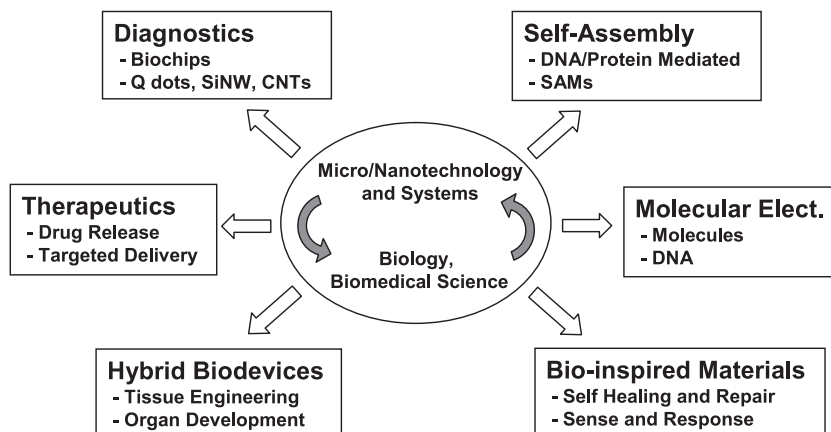 Diagnostics
- Biochips
- Q dots, SiNW, CNTs
Self-Assembly
- DNA/Protein Mediated
- SAMs
Micro/Nanotechnology
and Systems
Biology,
Biomedical Science
Therapeutics
- Drug Release
- Targeted Delivery
Molecular Elect.
- Molecules
- DNA
Hybrid Biodevices
- Tissue Engineering
- Organ Development
Bio-inspired Materials
- Self Healing and Repair
- Sense and Response